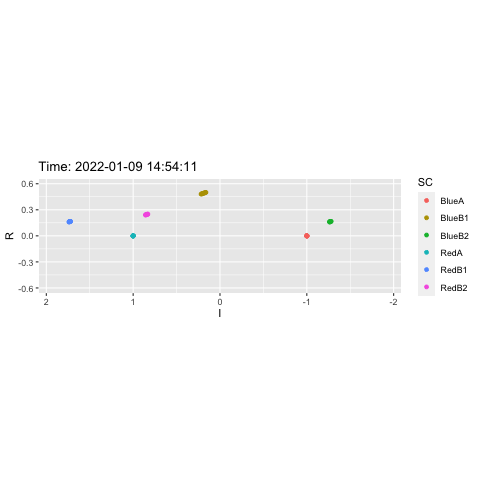 Time: 2022-01-09 14:54:11
SC
0.6
0.3
0.0
-0.3
-0.6
R
2
1
0
-1
-2
I
BlueA
BlueB1
BlueB2
RedA
RedB1
RedB2